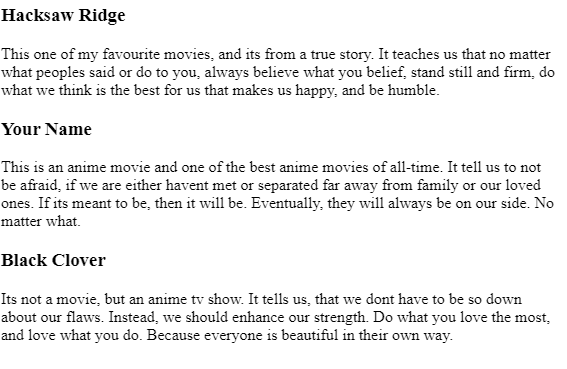 Hacksaw Ridge
This one of my favourite movies, and its from a true story. It teaches us that no matter
what peoples said or do to you, always believe what you belief, stand still and firm, do
what we think is the best for us that makes us happy, and be humble.
Your Name
This is an anime movie and one of the best anime movies of all-time. It tell us to not
be afraid, if we are either havent met or separated far away from family or our loved
ones. If its meant to be, then it will be. Eventually, they will always be on our side. No
matter what.
Black Clover
Its not a movie, but an anime tv show. It tells us, that we dont have to be so down
about our flaws. Instead, we should enhance our strength. Do what you love the most,
and love what you do. Because everyone is beautiful in their own way.